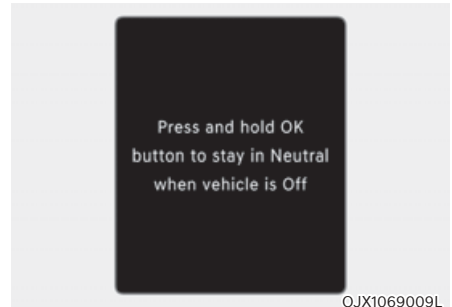 Press and hold OK
button to stay in Neutral
when vehicle is Off
OJX1069009L